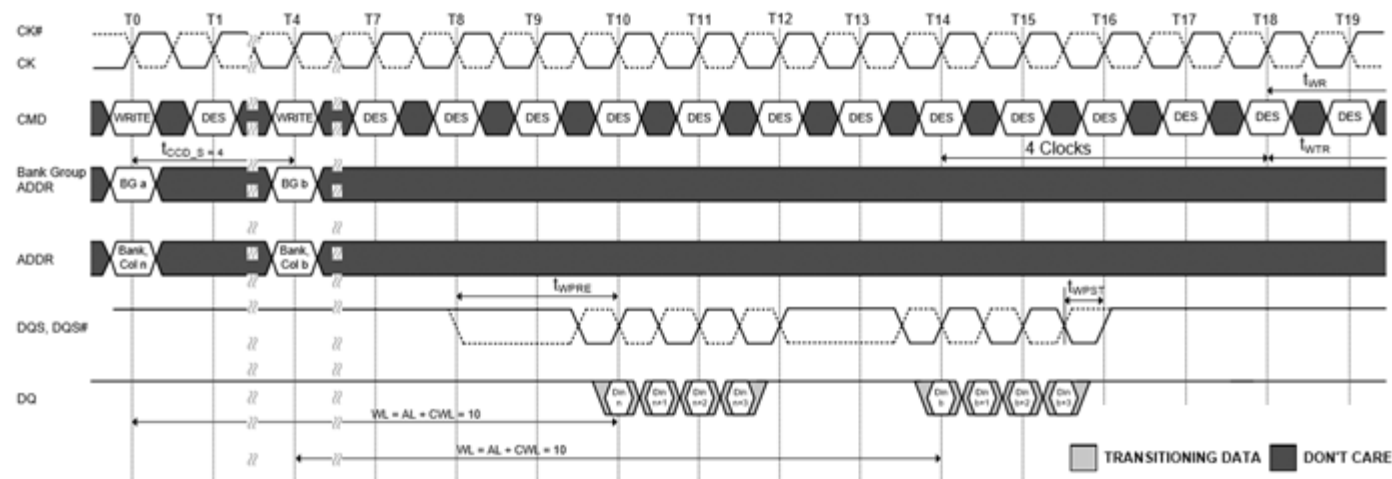 T0 T1 T4 T7 T8 T9 T10 T11 T12 T13 T14 T15 T16 T17 T18 T19
CK#
CK
tWR
CMD WRITE DES WRITE DES DES DES DES DES DES DES DES DES DES DES DES DES
tCCD_S = 4 4 Clocks tWTR
Bank Group
ADDR BG a BG b
ADDR Bank, Col n Bank, Col b
tWPRE tWPST
DQS, DQS#
DQ Din n Din n+1 Din n+2 Din n+3 Din b Din b+1 Din b+2 Din b+3
WL = AL + CWL = 10
WL = AL + CWL = 10
TRANSITIONING DATA DON'T CARE